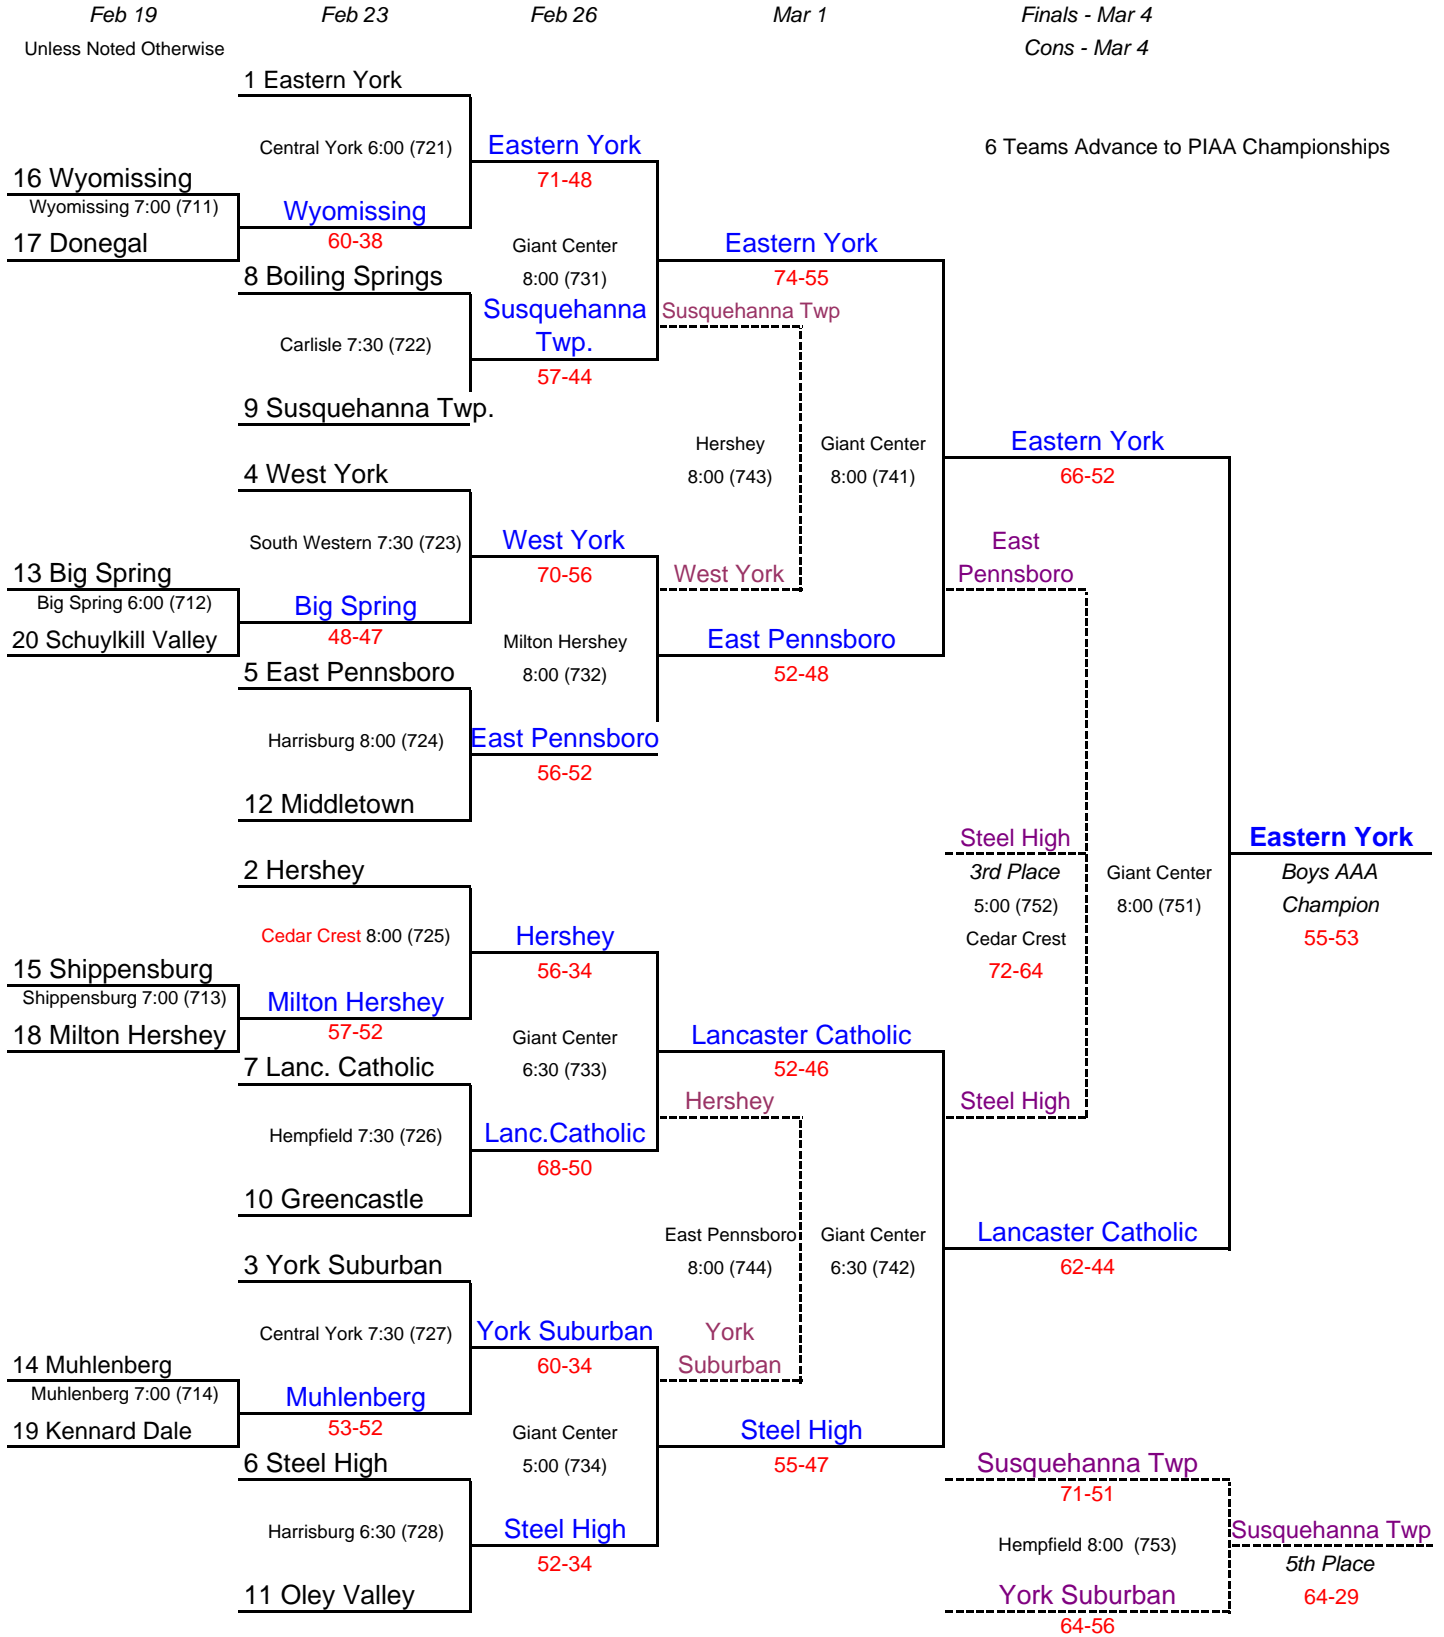 Feb 19
Feb 23
Feb 26
Mar 1
Finals - Mar 4
Unless Noted Otherwise
Cons - Mar 4
1 Eastern York
Central York 6:00 (721)
Eastern York
6 Teams Advance to PIAA Championships
16 Wyomissing
71-48
Wyomissing 7:00 (711)
Wyomissing
17 Donegal
60-38
Giant Center
Eastern York
8 Boiling Springs
8:00 (731)
74-55
Susquehanna
Twp.
Susquehanna Twp
Carlisle 7:30 (722)
57-44
9 Susquehanna Twp.
Hershey
8:00 (743)
Giant Center
8:00 (741)
Eastern York
66-52
4 West York
South Western 7:30 (723)
West York
70-56
East
Pennsboro
13 Big Spring
West York
Big Spring 6:00 (712)
Big Spring
20 Schuylkill Valley
48-47
Milton Hershey
8:00 (732)
East Pennsboro
52-48
5 East Pennsboro
Harrisburg 8:00 (724)
East Pennsboro
56-52
12 Middletown
Steel High
3rd Place
5:00 (752)
Cedar Crest
72-64
Giant Center
8:00 (751)
Eastern York
Boys AAA
Champion
55-53
2 Hershey
Cedar Crest 8:00 (725)
Hershey
56-34
15 Shippensburg
Shippensburg 7:00 (713)
Milton Hershey
18 Milton Hershey
57-52
Giant Center
6:30 (733)
Lancaster Catholic
52-46
7 Lanc. Catholic
Hershey
Steel High
Hempfield 7:30 (726)
Lanc.Catholic
68-50
10 Greencastle
East Pennsboro
8:00 (744)
Giant Center
6:30 (742)
Lancaster Catholic
62-44
3 York Suburban
Central York 7:30 (727)
York Suburban
60-34
York
Suburban
14 Muhlenberg
Muhlenberg 7:00 (714)
Muhlenberg
19 Kennard Dale
53-52
Giant Center
5:00 (734)
Steel High
55-47
6 Steel High
Susquehanna Twp
71-51
Harrisburg 6:30 (728)
Steel High
52-34
Hempfield 8:00 (753)
Susquehanna Twp
5th Place
64-29
11 Oley Valley
York Suburban
64-56